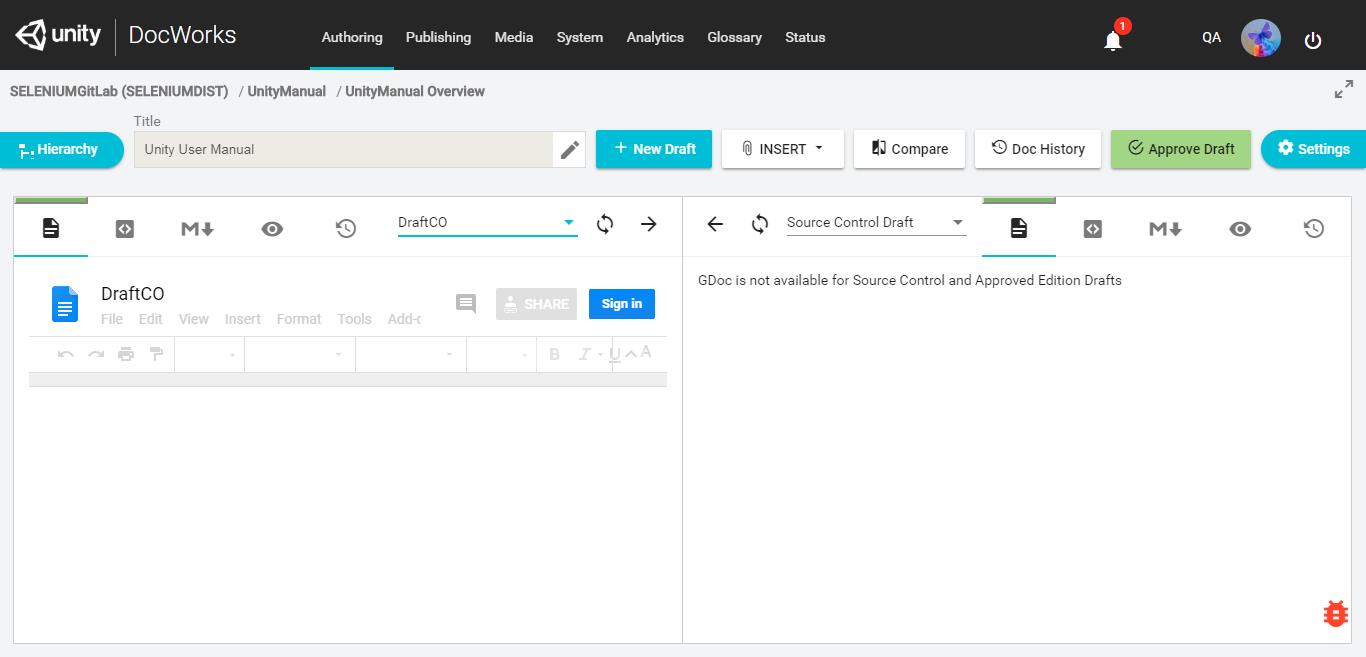 unity DocWorks Authoring Publishing Media System Analytics Glossary Status 1 QA
SELENIUMGitLab (SELENIUMDIST) / UnityManual / UnityManual Overview
Title
Hierarchy Unity User Manual + New Draft INSERT Compare Doc History Approve Draft Settings
M DraftCO Source Control Draft M
GDoc is not available for Source Control and Approved Edition Drafts
DraftCO
SHARE Sign in
File Edit View Insert Format Tools Add-
B I U A